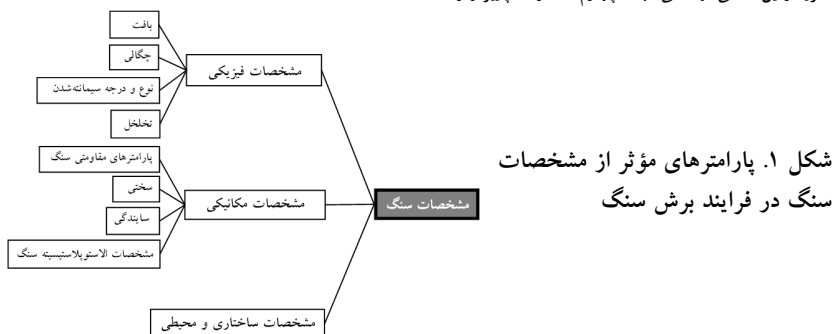 بافت
چگالی
مشخصات فیزیکی
نوع و درجه سیمانته‌شدن
تخلخل
پارامترهای مقاومتی سنگ
سختی
مشخصات سنگ
مشخصات مکانیکی
سایندگی
مشخصات الاستوپلاستیسیته سنگ
مشخصات ساختاری و محیطی
شکل ۱. پارامترهای مؤثر از مشخصات
سنگ در فرایند برش سنگ